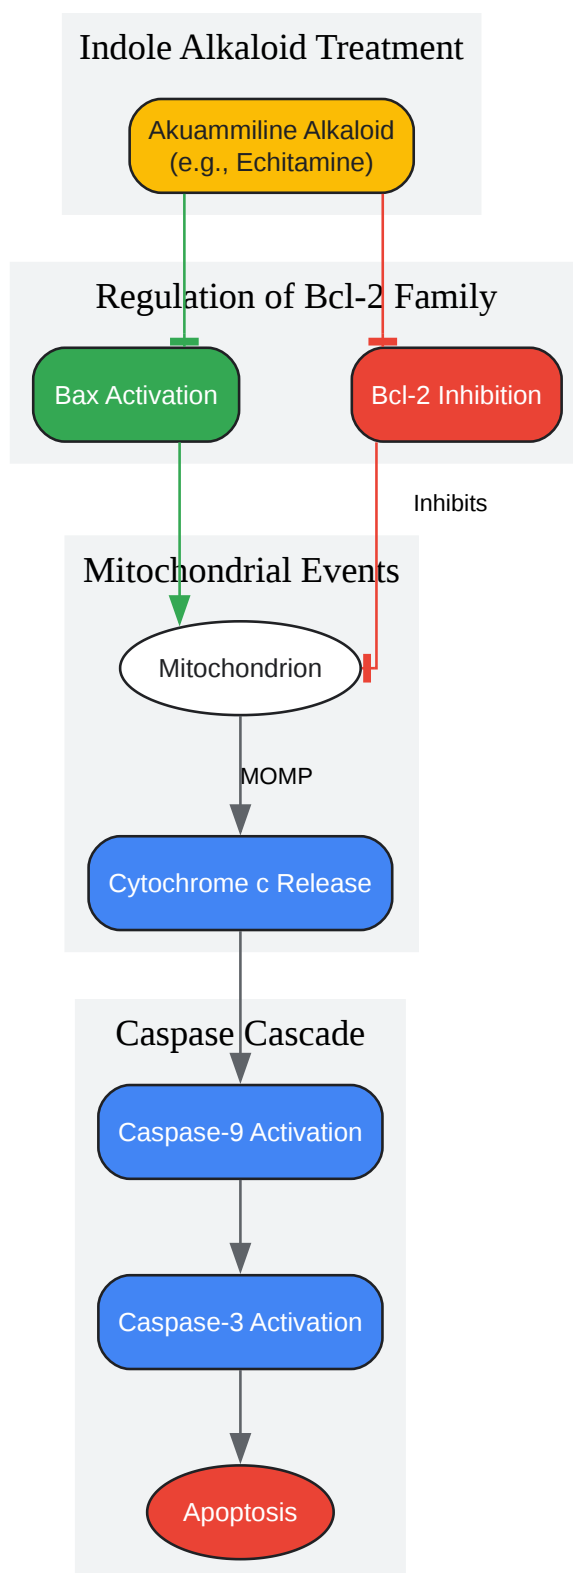 Indole Alkaloid Treatment
Akuammiline Alkaloid
(e.g., Echitamine)
Regulation of Bcl-2 Family
Bax Activation
Bcl-2 Inhibition
Inhibits
Mitochondrial Events
Mitochondrion
MOMP
Cytochrome c Release
Caspase Cascade
Caspase-9 Activation
Caspase-3 Activation
Apoptosis